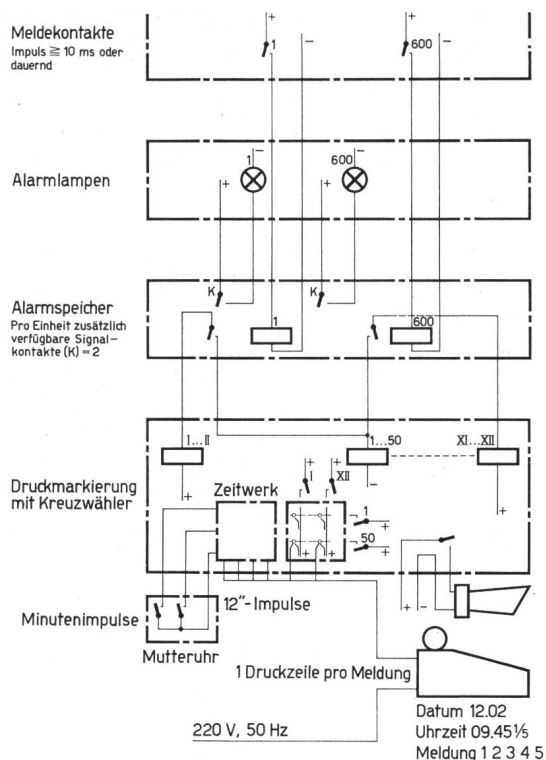 Meldekontakte
Impuls ≧ 10 ms oder
dauernd
+
1
−
+
600
−
Alarmlampen
+
1
−
+
600
−
Alarmspeicher
Pro Einheit zusätzlich
verfügbare Signal-
kontakte (K) = 2
K
1
K
600
Druckmarkierung
mit Kreuzwähler
I...II
+
1...50
−
XI...XII
+
Zeitwerk
+
I
+
XII
1
+
50
+
+
+
+
−
Minutenimpulse
12"-Impulse
Mutteruhr
1 Druckzeile pro Meldung
220 V, 50 Hz
Datum 12.02
Uhrzeit 09.45⅕
Meldung 1 2 3 4 5